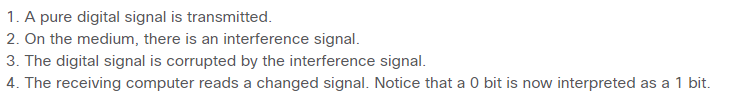 1. A pure digital signal is transmitted.
2. On the medium, there is an interference signal.
3. The digital signal is corrupted by the interference signal.
4. The receiving computer reads a changed signal. Notice that a 0 bit is now interpreted as a 1 bit.